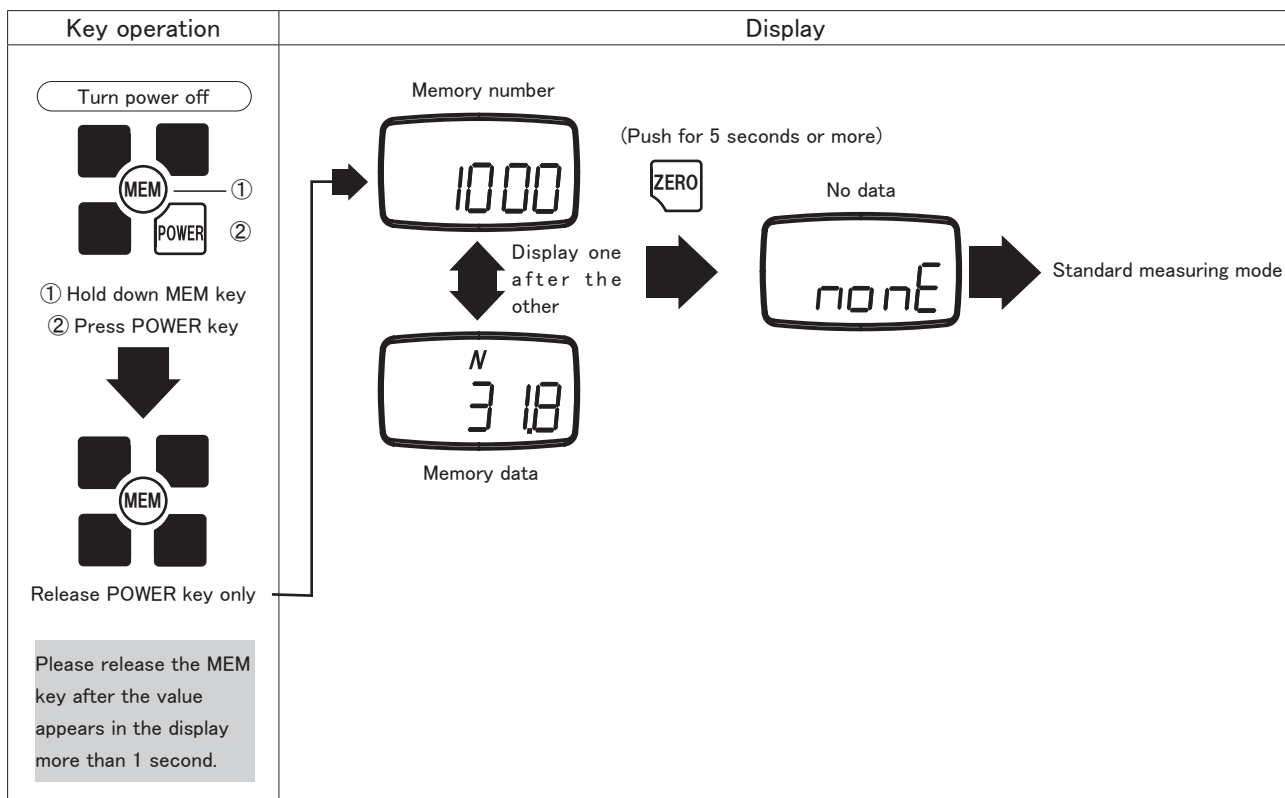 Key operation
Display
Turn power off
MEM
①
POWER
②
① Hold down MEM key
② Press POWER key
MEM
Release POWER key only
Please release the MEM
key after the value
appears in the display
more than 1 second.
Memory number
1000
Display one
after the
other
N
31.8
Memory data
(Push for 5 seconds or more)
ZERO
No data
nonE
Standard measuring mode